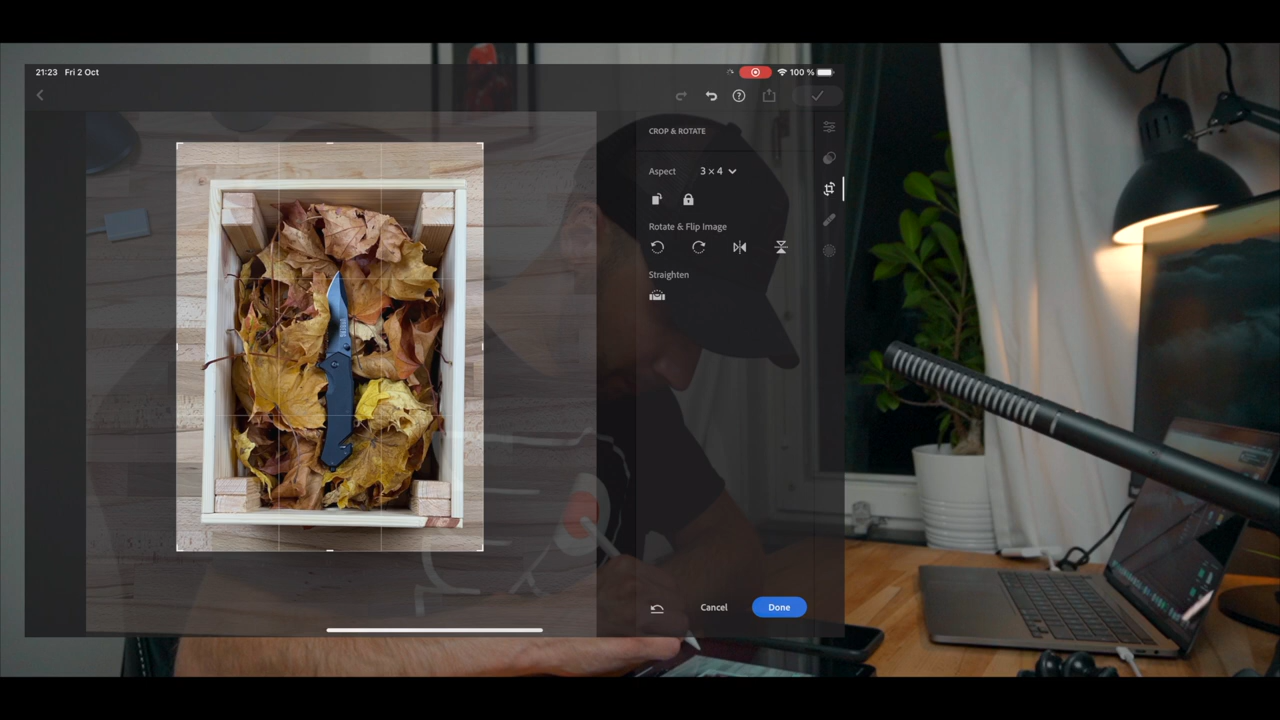 21:23 Fri 2 Oct
100 %
CROP & ROTATE
Aspect 3 × 4
Rotate & Flip Image
Straighten
Cancel
Done